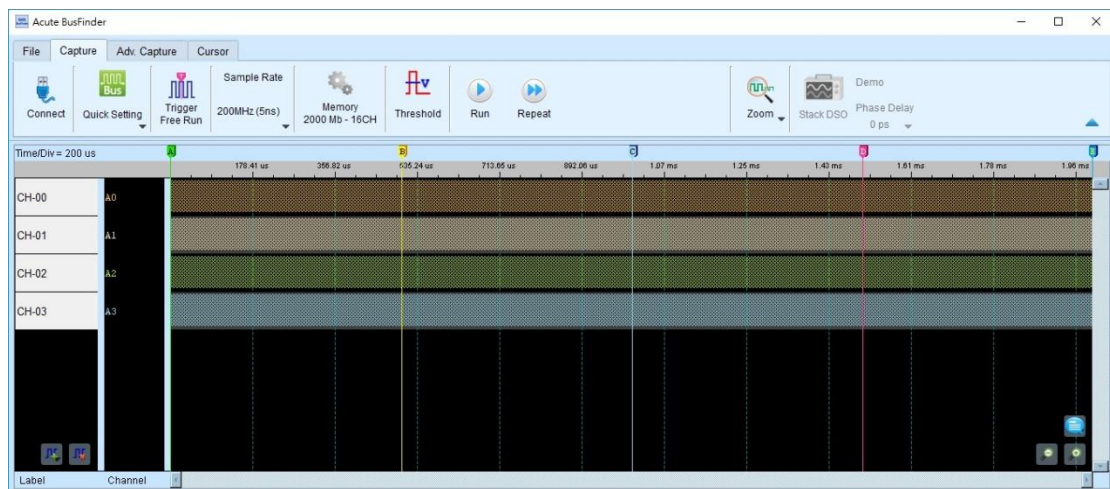 Acute BusFinder
File Capture Adv. Capture Cursor
Connect
Bus
Quick Setting
Trigger
Free Run
Sample Rate
200MHz (5ns)
Memory
2000 Mb - 16CH
V
Threshold
Run
Repeat
Zoom
Stack DSO
Demo
Phase Delay
0 ps
Time/Div = 200 us
A B C D
178.41 us 356.82 us 535.24 us 713.65 us 892.06 us 1.07 ms 1.25 ms 1.43 ms 1.61 ms 1.78 ms 1.96 ms
CH-00 A0
CH-01 A1
CH-02 A2
CH-03 A3
Label Channel